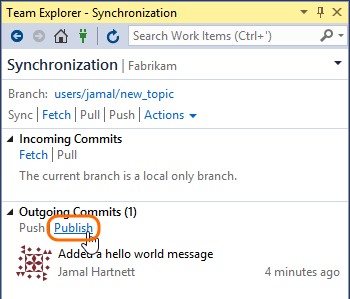 Team Explorer - Synchronization
Search Work Items (Ctrl+')
Synchronization | Fabrikam
Branch: users/jamal/new_topic
Sync | Fetch | Pull | Push | Actions
Incoming Commits
Fetch | Pull
The current branch is a local only branch.
Outgoing Commits (1)
Push Publish
Added a hello world message
Jamal Hartnett 4 minutes ago